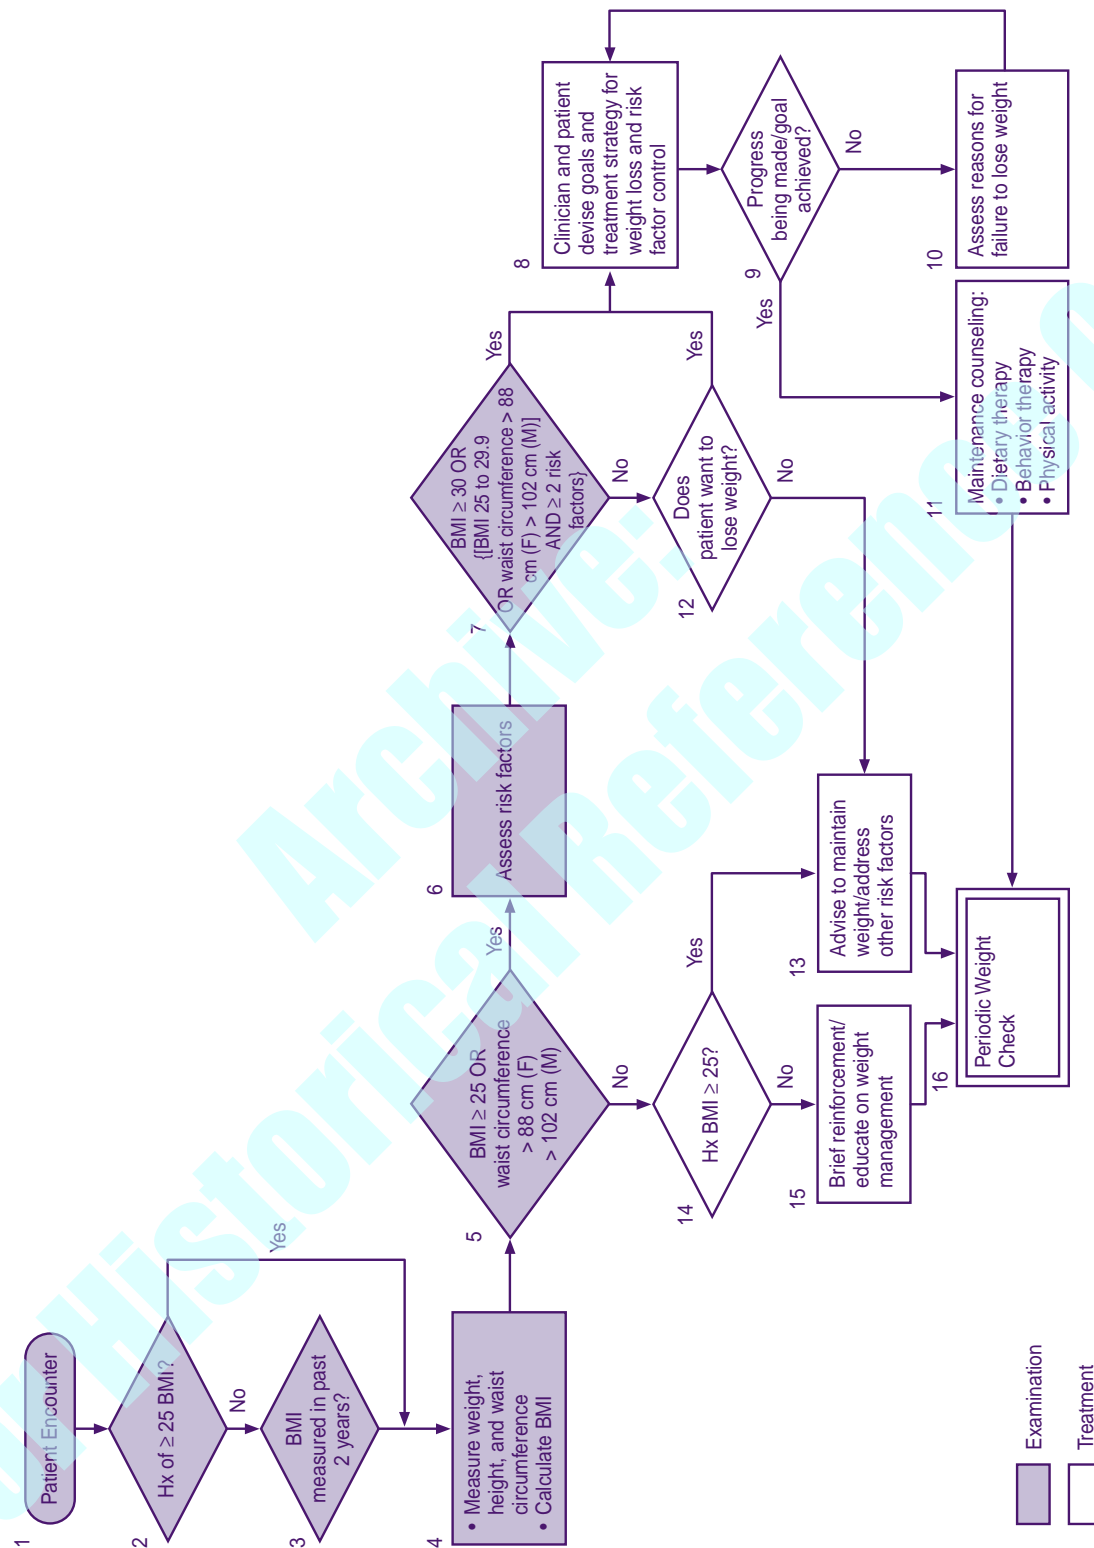 1
Patient Encounter
2
Hx of ≥ 25 BMI?
Yes
No
3
BMI
measured in past
2 years?
4
• Measure weight,
height, and waist
circumference
• Calculate BMI
5
BMI ≥ 25 OR
waist circumference
> 88 cm (F)
> 102 cm (M)
Yes
No
6
Assess risk factors
7
BMI ≥ 30 OR
{[BMI 25 to 29.9
OR waist circumference > 88
cm (F) > 102 cm (M)]
AND ≥ 2 risk
factors}
Yes
No
8
Clinician and patient
devise goals and
treatment strategy for
weight loss and risk
factor control
9
Progress
being made/goal
achieved?
Yes
No
10
Assess reasons for
failure to lose weight
11
Maintenance counseling:
• Dietary therapy
• Behavior therapy
• Physical activity
12
Does
patient want to
lose weight?
Yes
No
13
Advise to maintain
weight/address
other risk factors
14
Hx BMI ≥ 25?
Yes
No
15
Brief reinforcement/
educate on weight
management
16
Periodic Weight
Check
Examination
Treatment
Archive:
Historical Reference